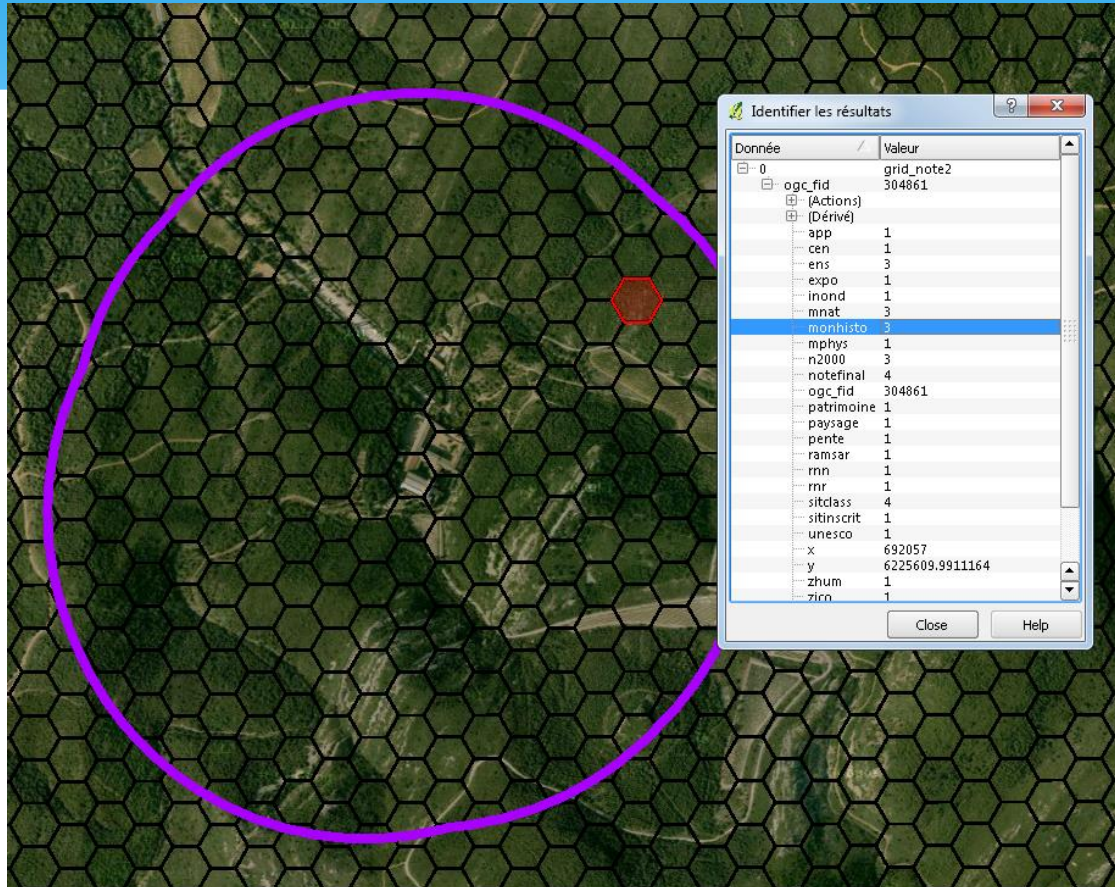 Identifier les résultats
Donnée Valeur
0 grid_note2
ogc_fid 304861
(Actions)
(Dérivé)
app 1
cen 1
ens 3
expo 1
inond 1
mnat 3
monhisto 3
mphys 1
n2000 3
notefinal 4
ogc_fid 304861
patrimoine 1
paysage 1
pente 1
ramsar 1
rnn 1
rnr 1
sitclass 4
sitinscrit 1
unesco 1
x 692057
y 6225609.9911164
zhum 1
zico 1
Close Help